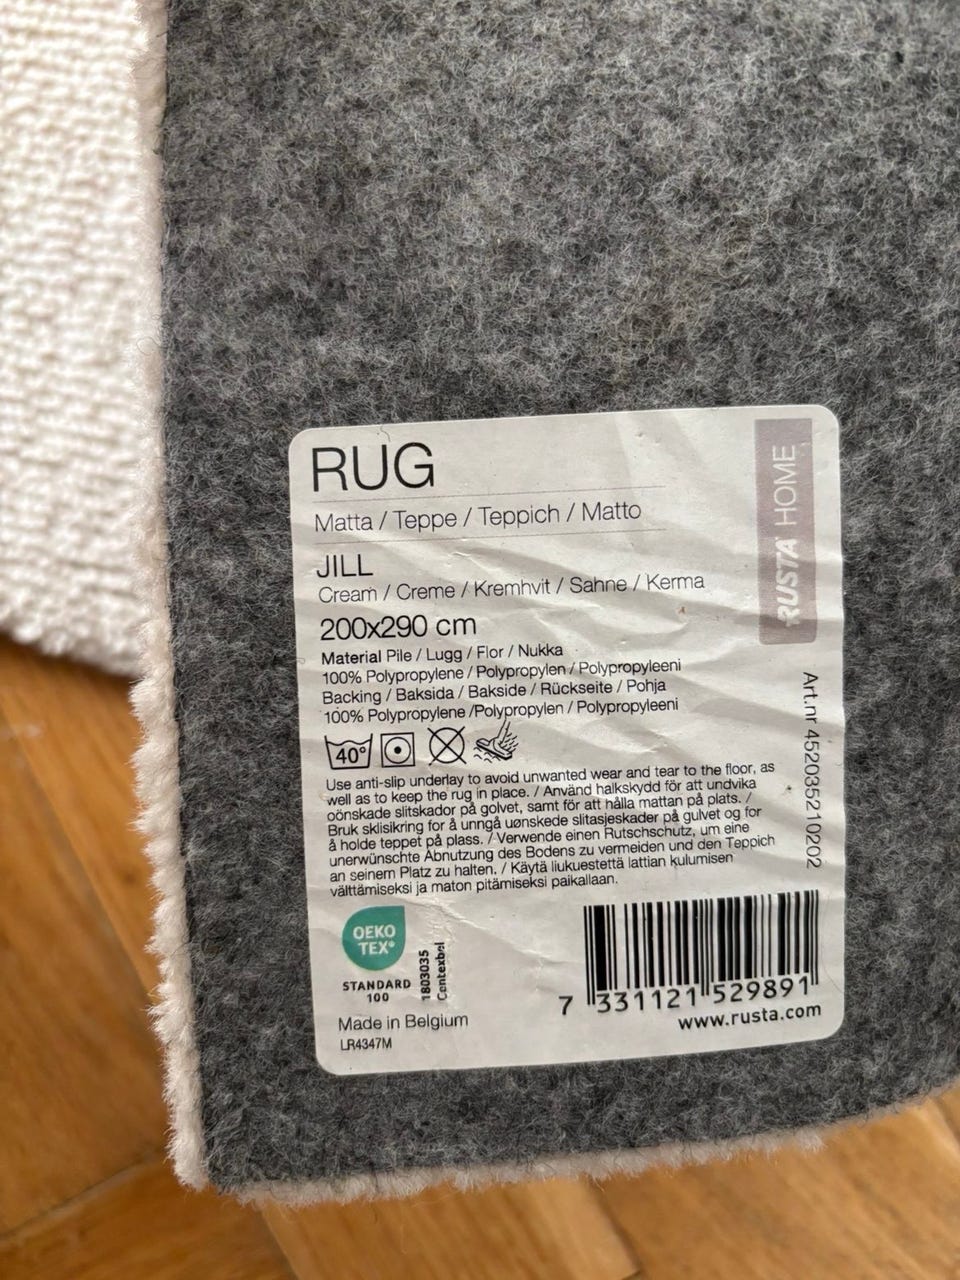 RUG
Matta / Teppe / Teppich / Matto
JILL
Cream / Creme / Kremhvit / Sahne / Kerma
200x290 cm
Material Pile / Lugg / Flor / Nukka
100% Polypropylene / Polypropylen / Polypropyleeni
Backing / Baksida / Bakside / Rückseite / Pohja
100% Polypropylene /Polypropylen / Polypropyleeni
40°
Use anti-slip underlay to avoid unwanted wear and tear to the floor, as
well as to keep the rug in place. / Använd halkskydd för att undvika
oönskade slitskador på golvet, samt för att hålla mattan på plats. /
Bruk sklisikring for å unngå uønskede slitasjeskader på gulvet og for
å holde teppet på plass. / Verwende einen Rutschschutz, um eine
unerwünschte Abnutzung des Bodens zu vermeiden und den Teppich
an seinem Platz zu halten. / Käytä liukuestettä lattian kulumisen
välttämiseksi ja maton pitämiseksi paikallaan.
OEKO
TEX®
STANDARD
100
1803035
Centexbel
Made in Belgium
LR4347M
7 331121 529891
www.rusta.com
RUSTA HOME
Art.nr 452035210202